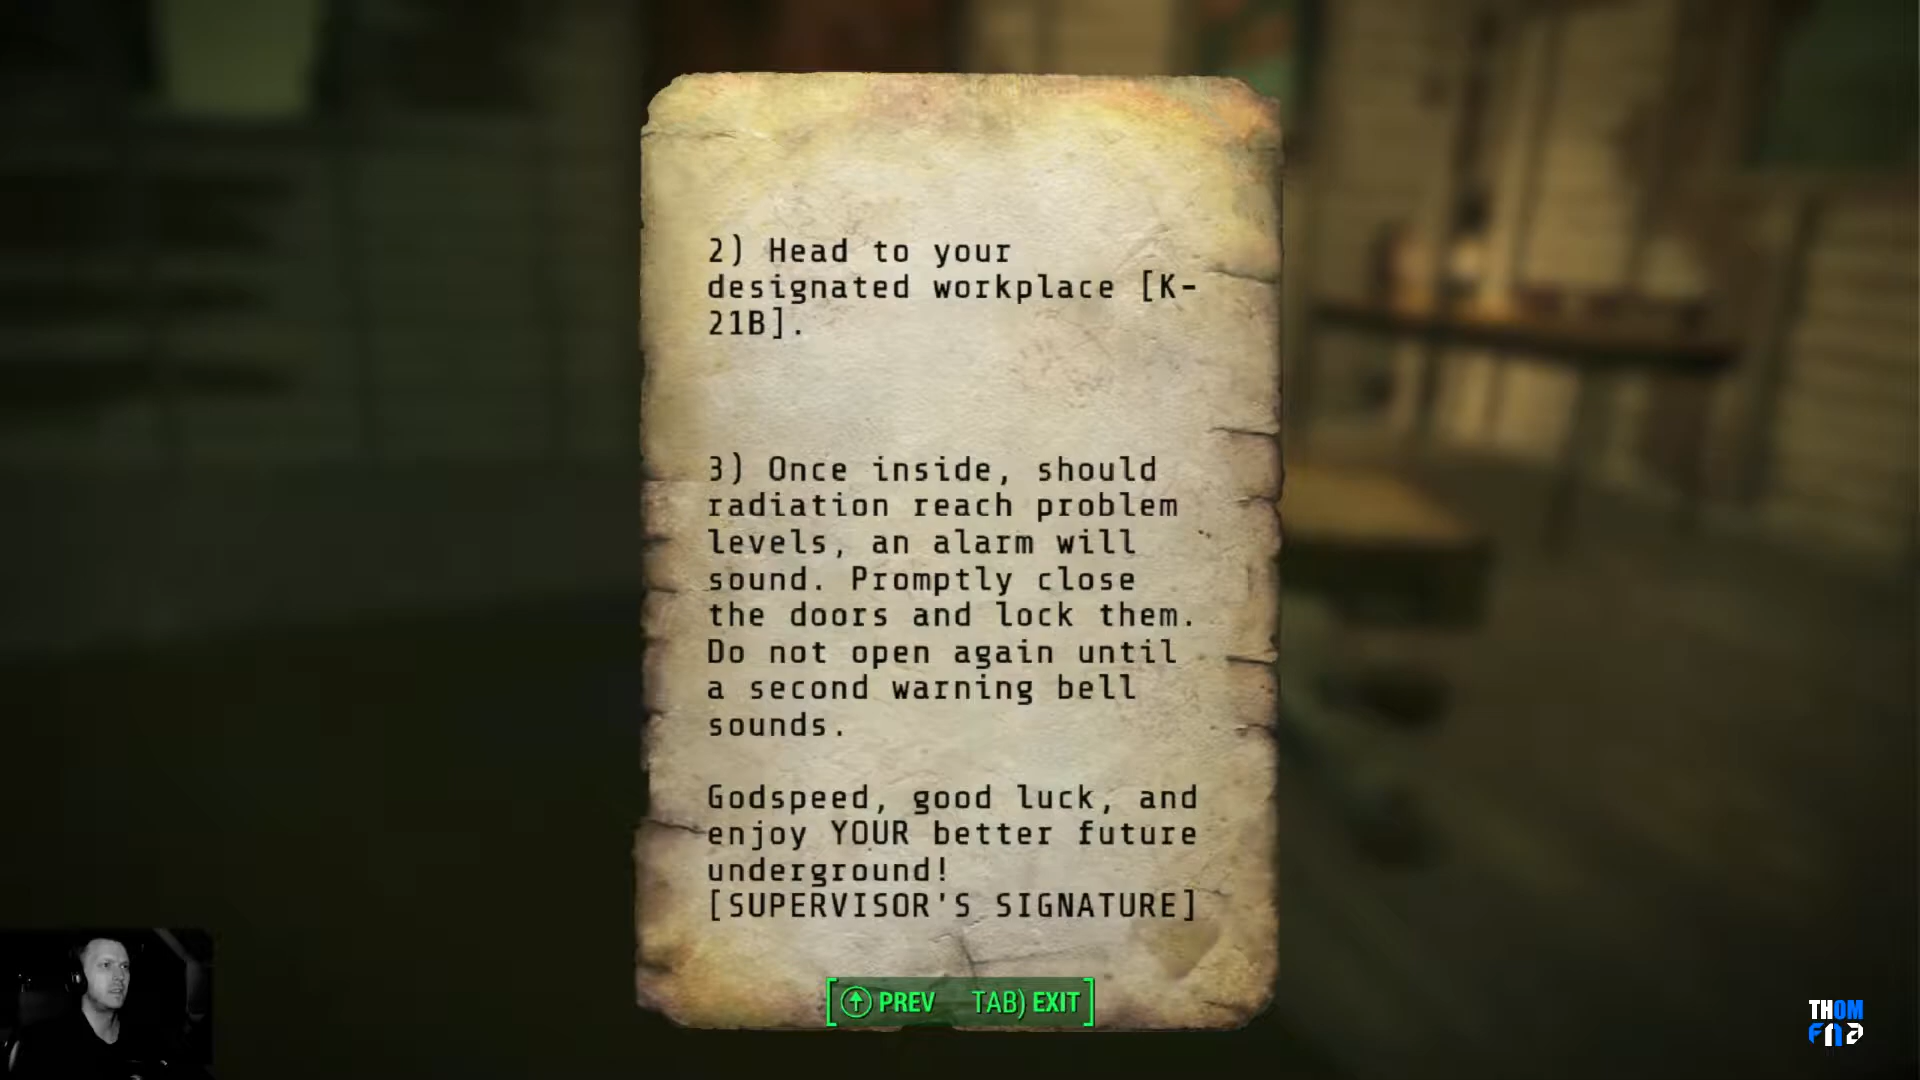 2) Head to your
designated workplace [K-
21B].
3) Once inside, should
radiation reach problem
levels, an alarm will
sound. Promptly close
the doors and lock them.
Do not open again until
a second warning bell
sounds.
Godspeed, good luck, and
enjoy YOUR better future
underground!
[SUPERVISOR'S SIGNATURE]
PREV TAB) EXIT
THOM